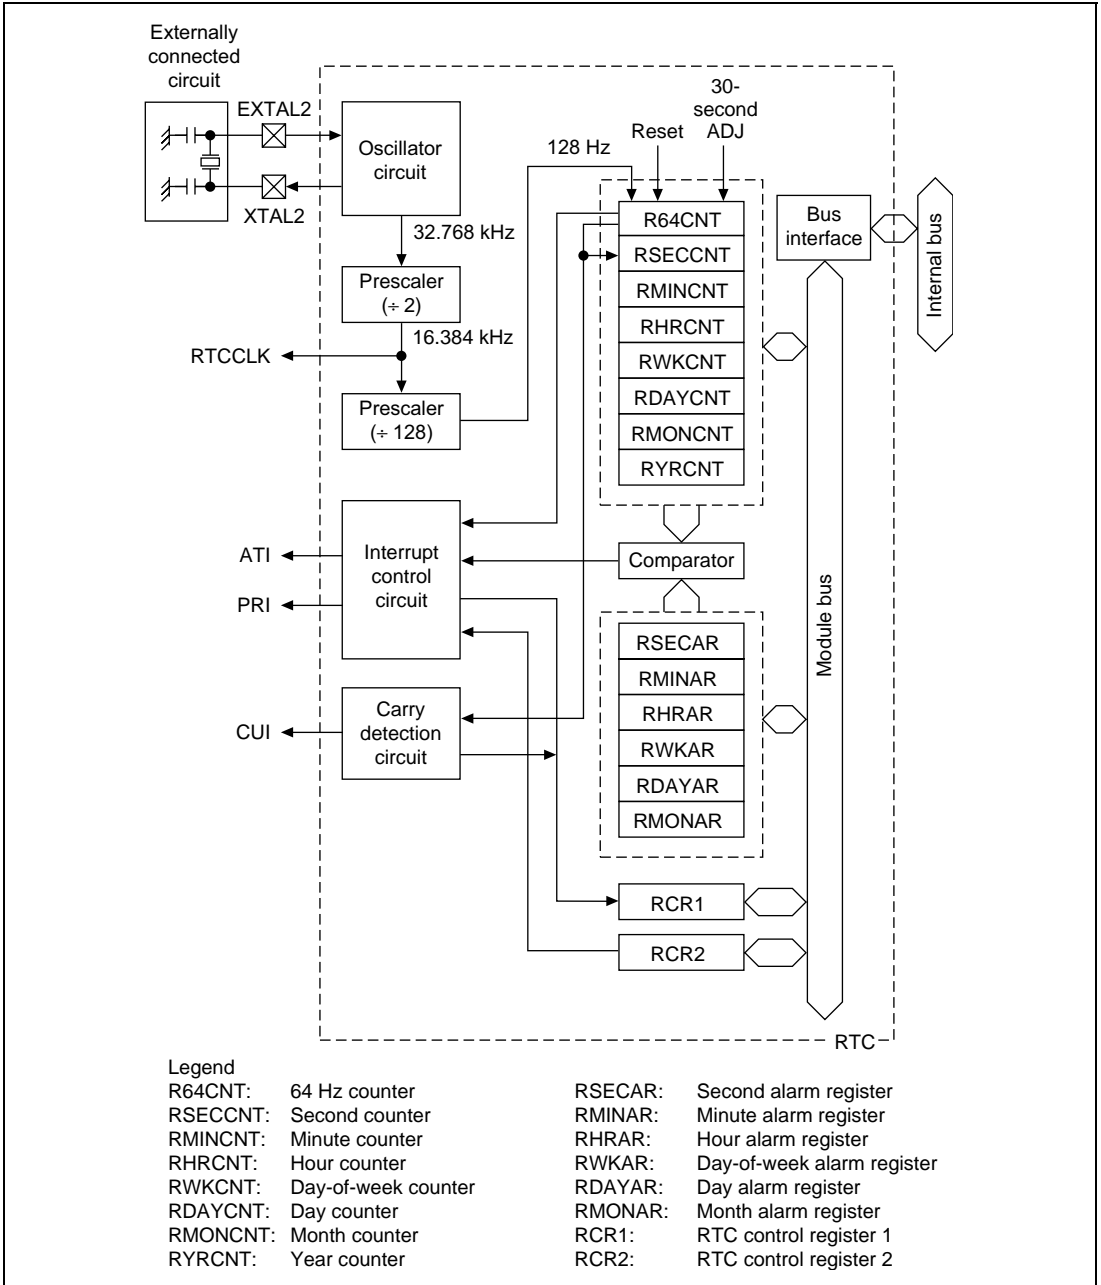 Externally
connected
circuit
EXTAL2
XTAL2
Oscillator
circuit
32.768 kHz
Prescaler
(÷ 2)
16.384 kHz
RTCCLK
Prescaler
(÷ 128)
128 Hz
Reset
30-
second
ADJ
R64CNT
RSECCNT
RMINCNT
RHRCNT
RWKCNT
RDAYCNT
RMONCNT
RYRCNT
Bus
interface
Internal bus
Module bus
ATI
PRI
Interrupt
control
circuit
Comparator
CUI
Carry
detection
circuit
RSECAR
RMINAR
RHRAR
RWKAR
RDAYAR
RMONAR
RCR1
RCR2
RTC
Legend
R64CNT: 64 Hz counter
RSECCNT: Second counter
RMINCNT: Minute counter
RHRCNT: Hour counter
RWKCNT: Day-of-week counter
RDAYCNT: Day counter
RMONCNT: Month counter
RYRCNT: Year counter
RSECAR: Second alarm register
RMINAR: Minute alarm register
RHRAR: Hour alarm register
RWKAR: Day-of-week alarm register
RDAYAR: Day alarm register
RMONAR: Month alarm register
RCR1: RTC control register 1
RCR2: RTC control register 2